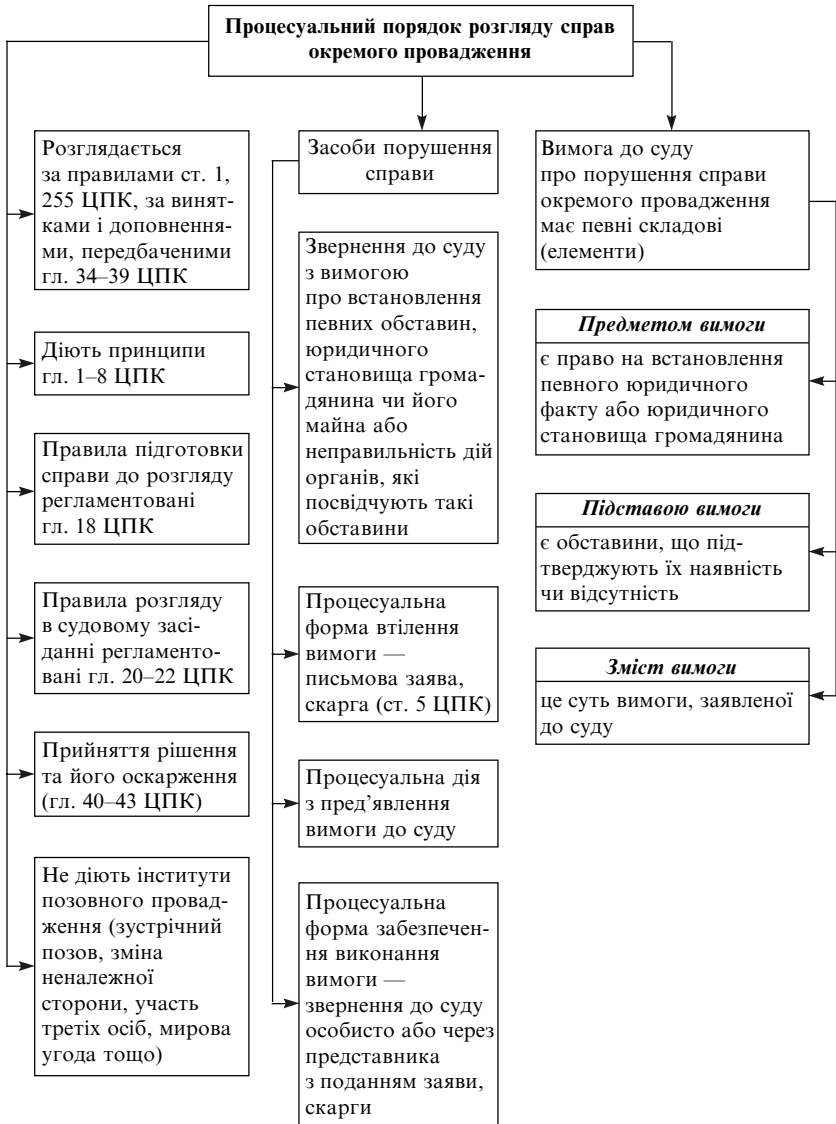 Процесуальний порядок розгляду справ
окремого провадження
Розглядається
за правилами ст. 1,
255 ЦПК, за винят-
ками і доповнення-
ми, передбаченими
гл. 34–39 ЦПК
Діють принципи
гл. 1–8 ЦПК
Правила підготовки
справи до розгляду
регламентовані
гл. 18 ЦПК
Правила розгляду
в судовому засі-
данні регламенто-
вані гл. 20–22 ЦПК
Прийняття рішення
та його оскарження
(гл. 40–43 ЦПК)
Не діють інститути
позовного провад-
ження (зустрічний
позов, зміна
неналежної
сторони, участь
третіх осіб, мирова
угода тощо)
Засоби порушення
справи
Звернення до суду
з вимогою
про встановлення
певних обставин,
юридичного
становища грома-
дянина чи його
майна або
неправильність дій
органів, які
посвідчують такі
обставини
Процесуальна
форма втілення
вимоги —
письмова заява,
скарга (ст. 5 ЦПК)
Процесуальна дія
з пред’явлення
вимоги до суду
Процесуальна
форма забезпечен-
ня виконання
вимоги —
звернення до суду
особисто або через
представника
з поданням заяви,
скарги
Вимога до суду
про порушення справи
окремого провадження
має певні складові
(елементи)
Предметом вимоги
є право на встановлення
певного юридичного
факту або юридичного
становища громадянина
Підставою вимоги
є обставини, що під-
тверджують їх наявність
чи відсутність
Зміст вимоги
це суть вимоги, заявленої
до суду